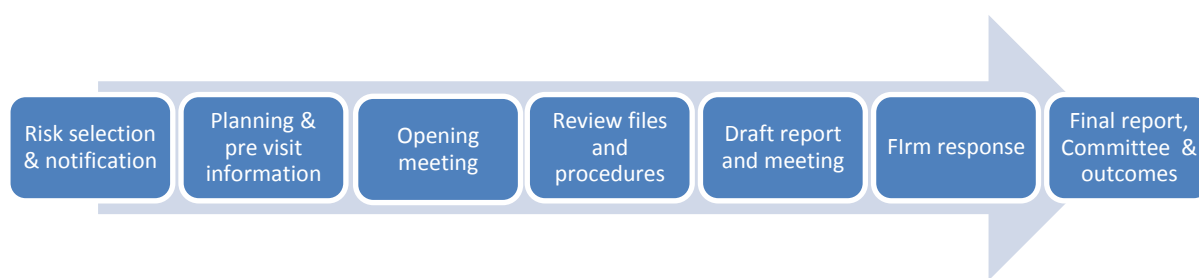 Risk selection
& notification
Planning &
pre visit
information
Opening
meeting
Review files
and
procedures
Draft report
and meeting
FIrm response
Final report,
Committee &
outcomes